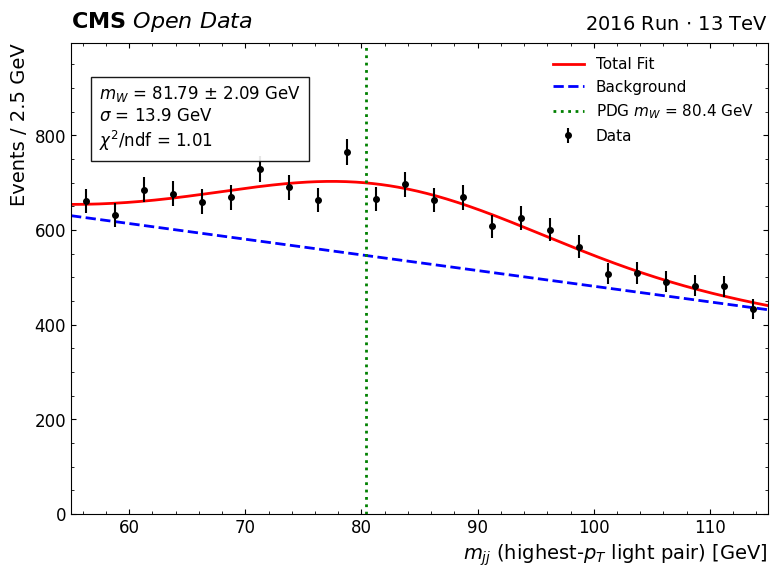 CMS Open Data
2016 Run · 13 TeV
Events / 2.5 GeV
m_W = 81.79 ± 2.09 GeV
σ = 13.9 GeV
χ²/ndf = 1.01
Total Fit
Background
PDG m_W = 80.4 GeV
Data
800
600
400
200
0
60 70 80 90 100 110
m_jj (highest-p_T light pair) [GeV]